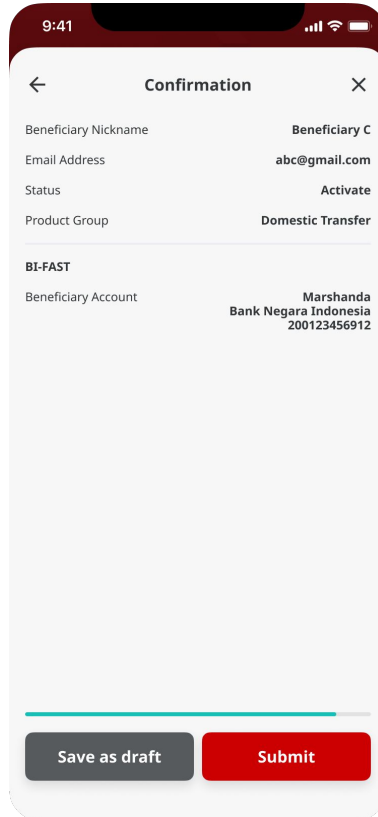 9:41
Confirmation
Beneficiary Nickname Beneficiary C
Email Address abc@gmail.com
Status Activate
Product Group Domestic Transfer
BI-FAST
Beneficiary Account Marshanda
Bank Negara Indonesia
200123456912
Save as draft Submit